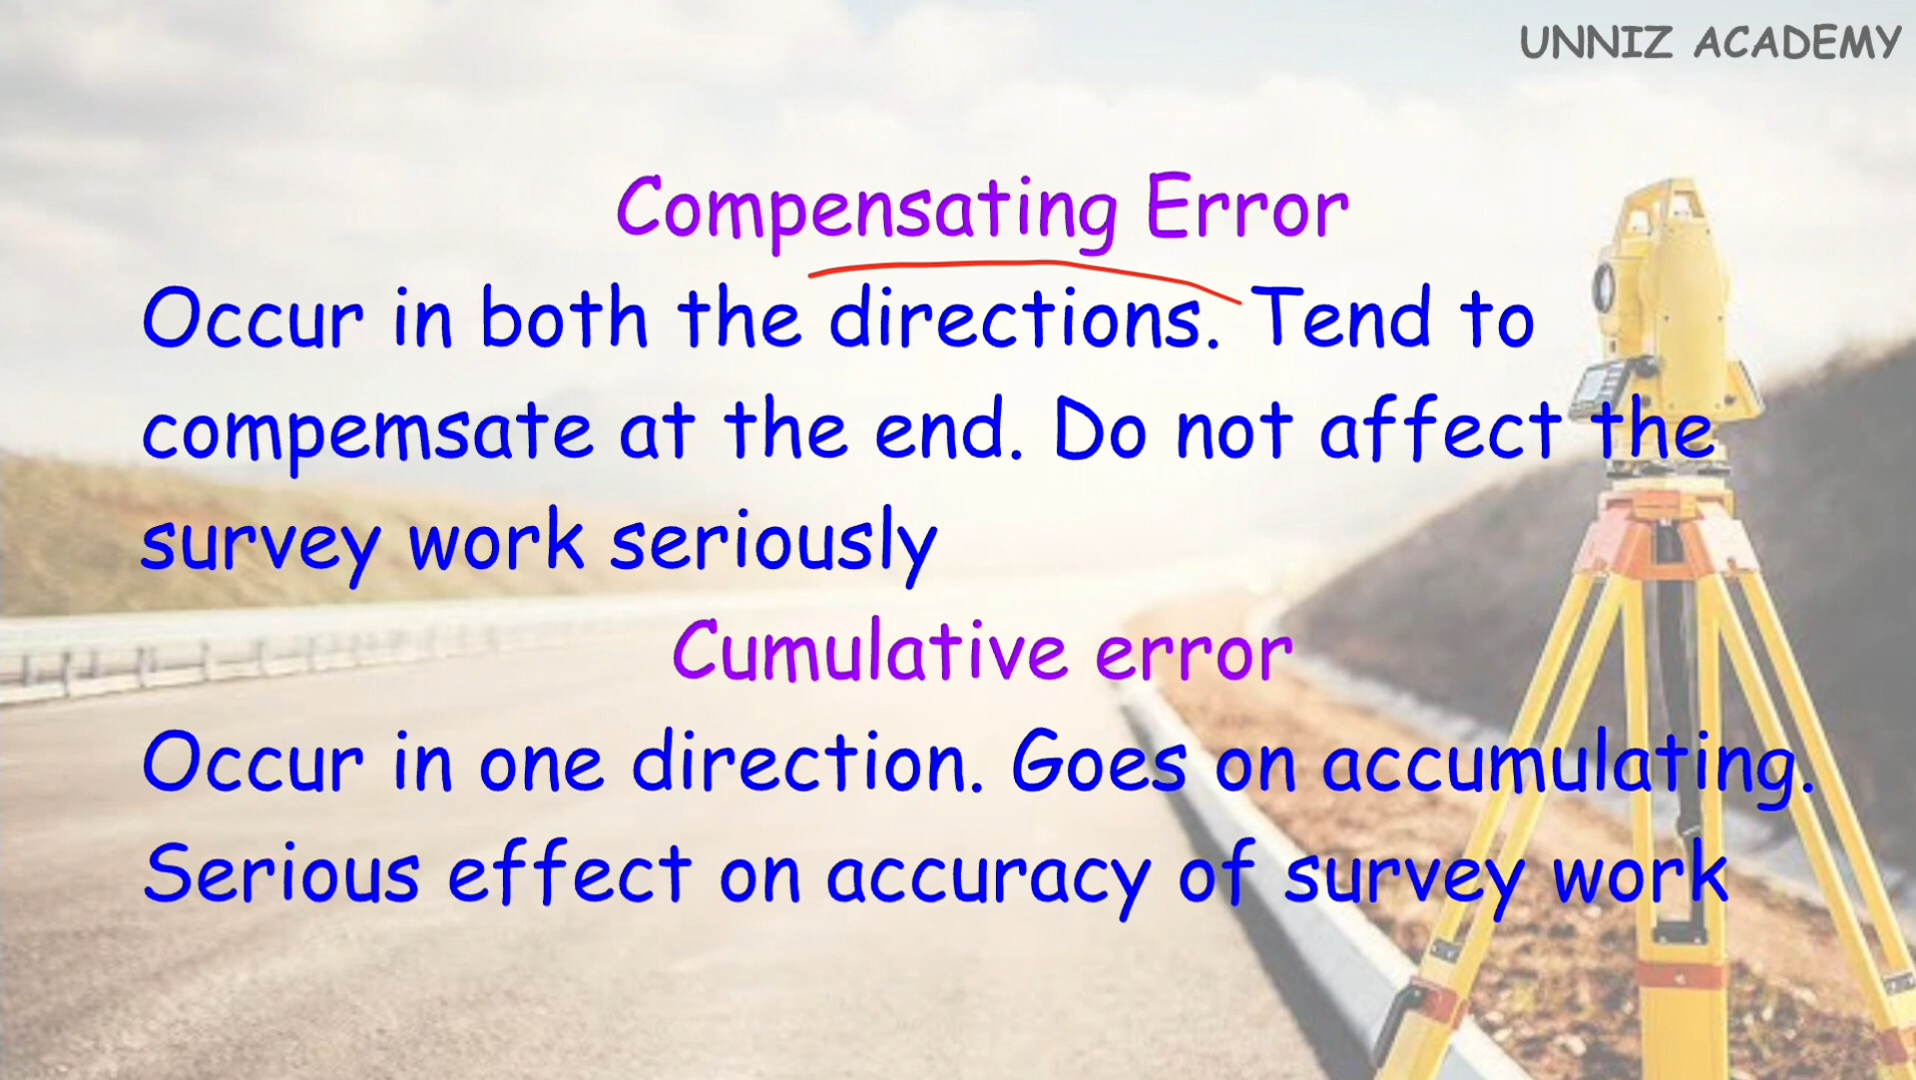 UNNIZ ACADEMY
Compensating Error
Occur in both the directions. Tend to
compemsate at the end. Do not affect the
survey work seriously
Cumulative error
Occur in one direction. Goes on accumulating.
Serious effect on accuracy of survey work